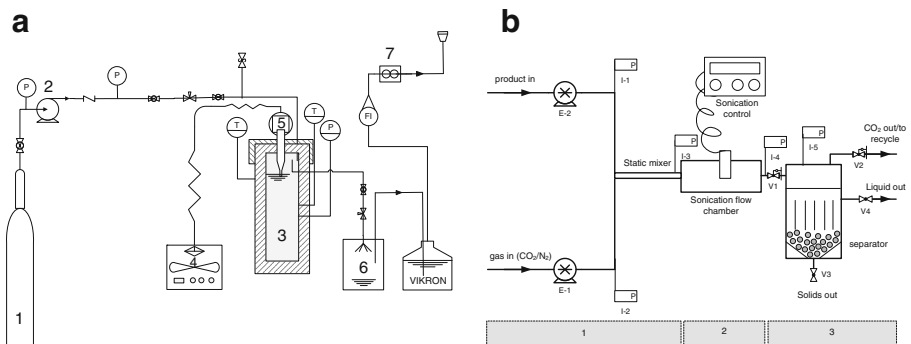 a
P
2
P
T
5
T
P
3
4
1
6
VIKRON
FI
7
b
product in
E-2
P
I-1
Sonication
control
Static mixer
P
I-3
Sonication flow
chamber
P
I-4
V1
P
I-5
CO₂ out/to
recycle
V2
Liquid out
V4
separator
V3
Solids out
gas in (CO₂/N₂)
E-1
P
I-2
1
2
3